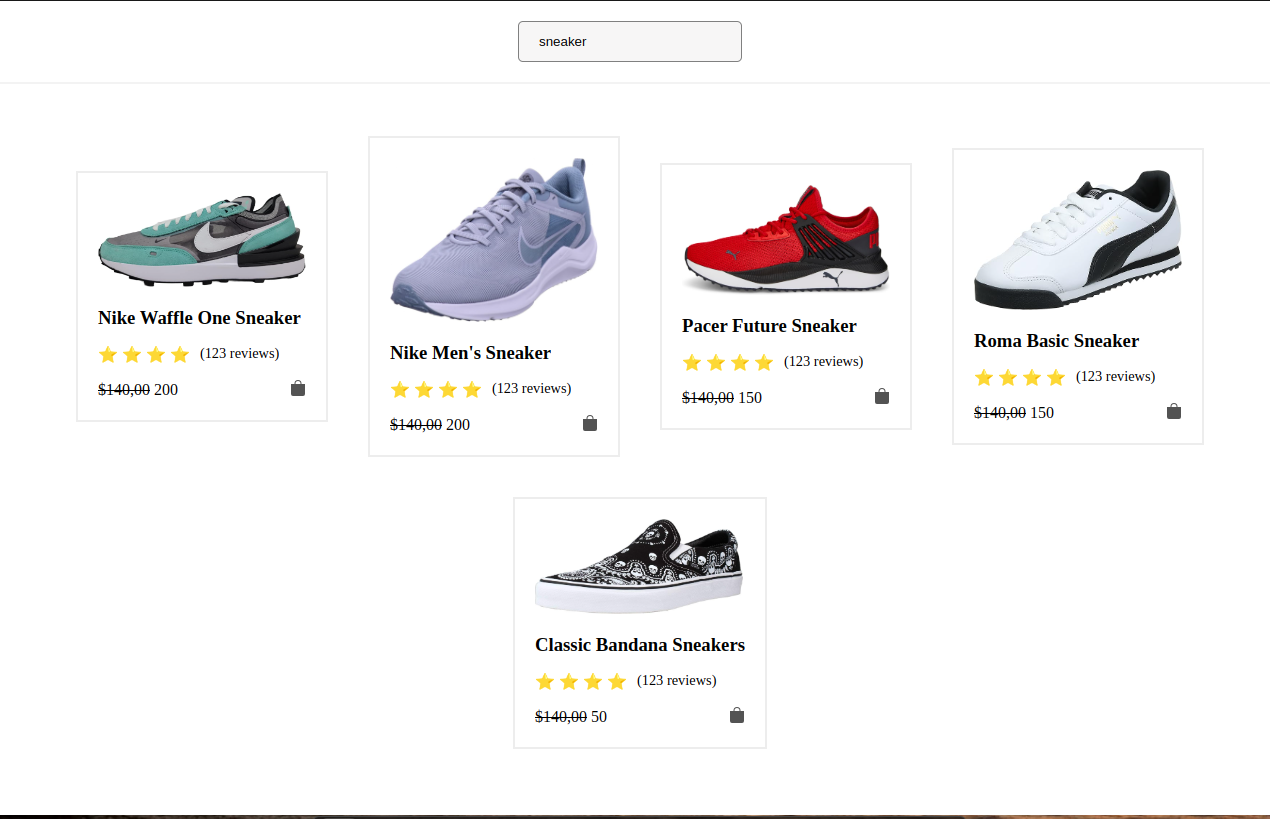 sneaker
Nike Waffle One Sneaker
⭐ ⭐ ⭐ ⭐ (123 reviews)
$140,00 200
Nike Men's Sneaker
⭐ ⭐ ⭐ ⭐ (123 reviews)
$140,00 200
Pacer Future Sneaker
⭐ ⭐ ⭐ ⭐ (123 reviews)
$140,00 150
Roma Basic Sneaker
⭐ ⭐ ⭐ ⭐ (123 reviews)
$140,00 150
Classic Bandana Sneakers
⭐ ⭐ ⭐ ⭐ (123 reviews)
$140,00 50